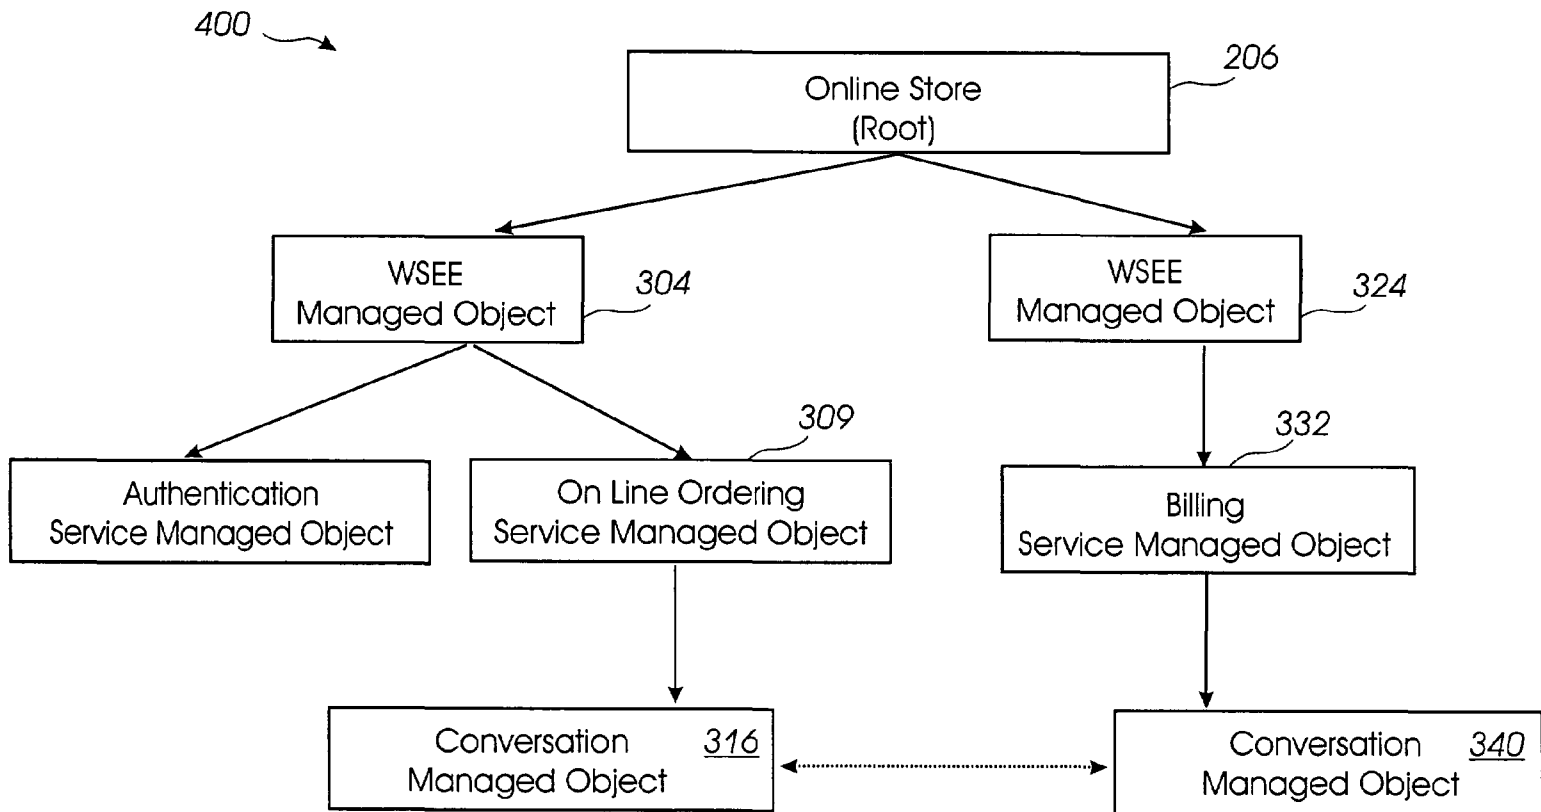 400
206
Online Store
(Root)
WSEE
Managed Object
304
WSEE
Managed Object
324
309
332
Authentication
Service Managed Object
On Line Ordering
Service Managed Object
Billing
Service Managed Object
Conversation
Managed Object
316
Conversation
Managed Object
340